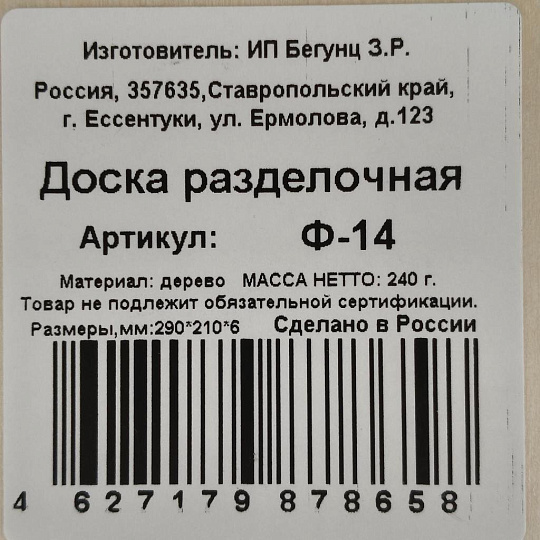 Изготовитель: ИП Бегунц З.Р.
Россия, 357635,Ставропольский край,
г. Ессентуки, ул. Ермолова, д.123
Доска разделочная
Артикул: Ф-14
Материал: дерево МАССА НЕТТО: 240 г.
Товар не подлежит обязательной сертификации.
Размеры,мм:290*210*6 Сделано в России
4 627179 878658